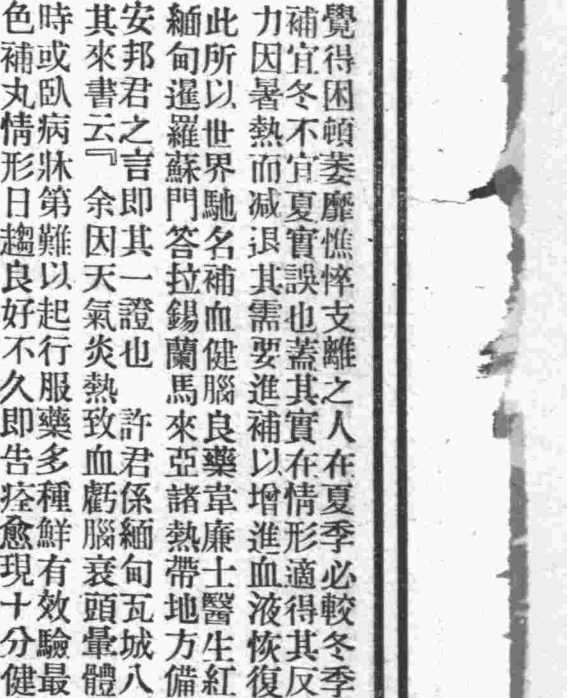 覺得困頓萎靡憔悴支離之人在夏季必較冬季
補宜冬不宜夏實誤也蓋其實在情形適得其反
力因暑熱而减退其需要進補以增進血液恢復
此所以世界馳名補血健腦良藥韋廉士醫生紅
緬甸暹羅蘇門答拉錫蘭馬來亞諸熱帶地方備
安邦君之言即其一證也　許君係緬甸瓦城八
其來書云『余因天氣炎熱致血虧腦衰頭暈體
時或臥病牀第難以起行服藥多種鮮有效驗最
色補丸情形日趨良好不久即告痊愈現十分健